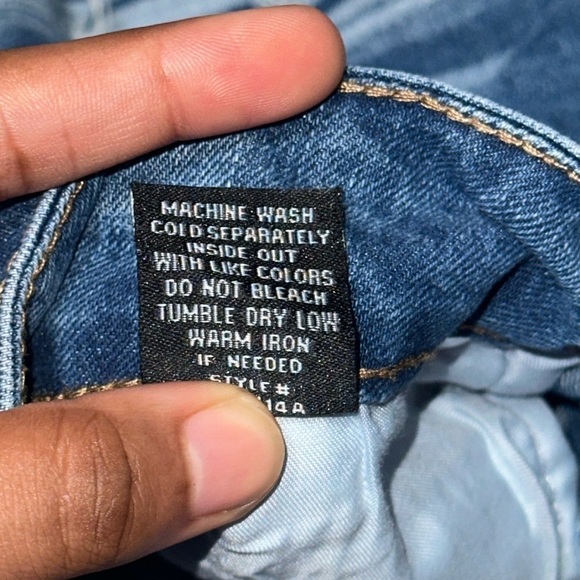 MACHINE WASH
COLD SEPARATELY
INSIDE OUT
WITH LIKE COLORS
DO NOT BLEACH
TUMBLE DRY LOW
WARM IRON
IF NEEDED
STYLE#
14A